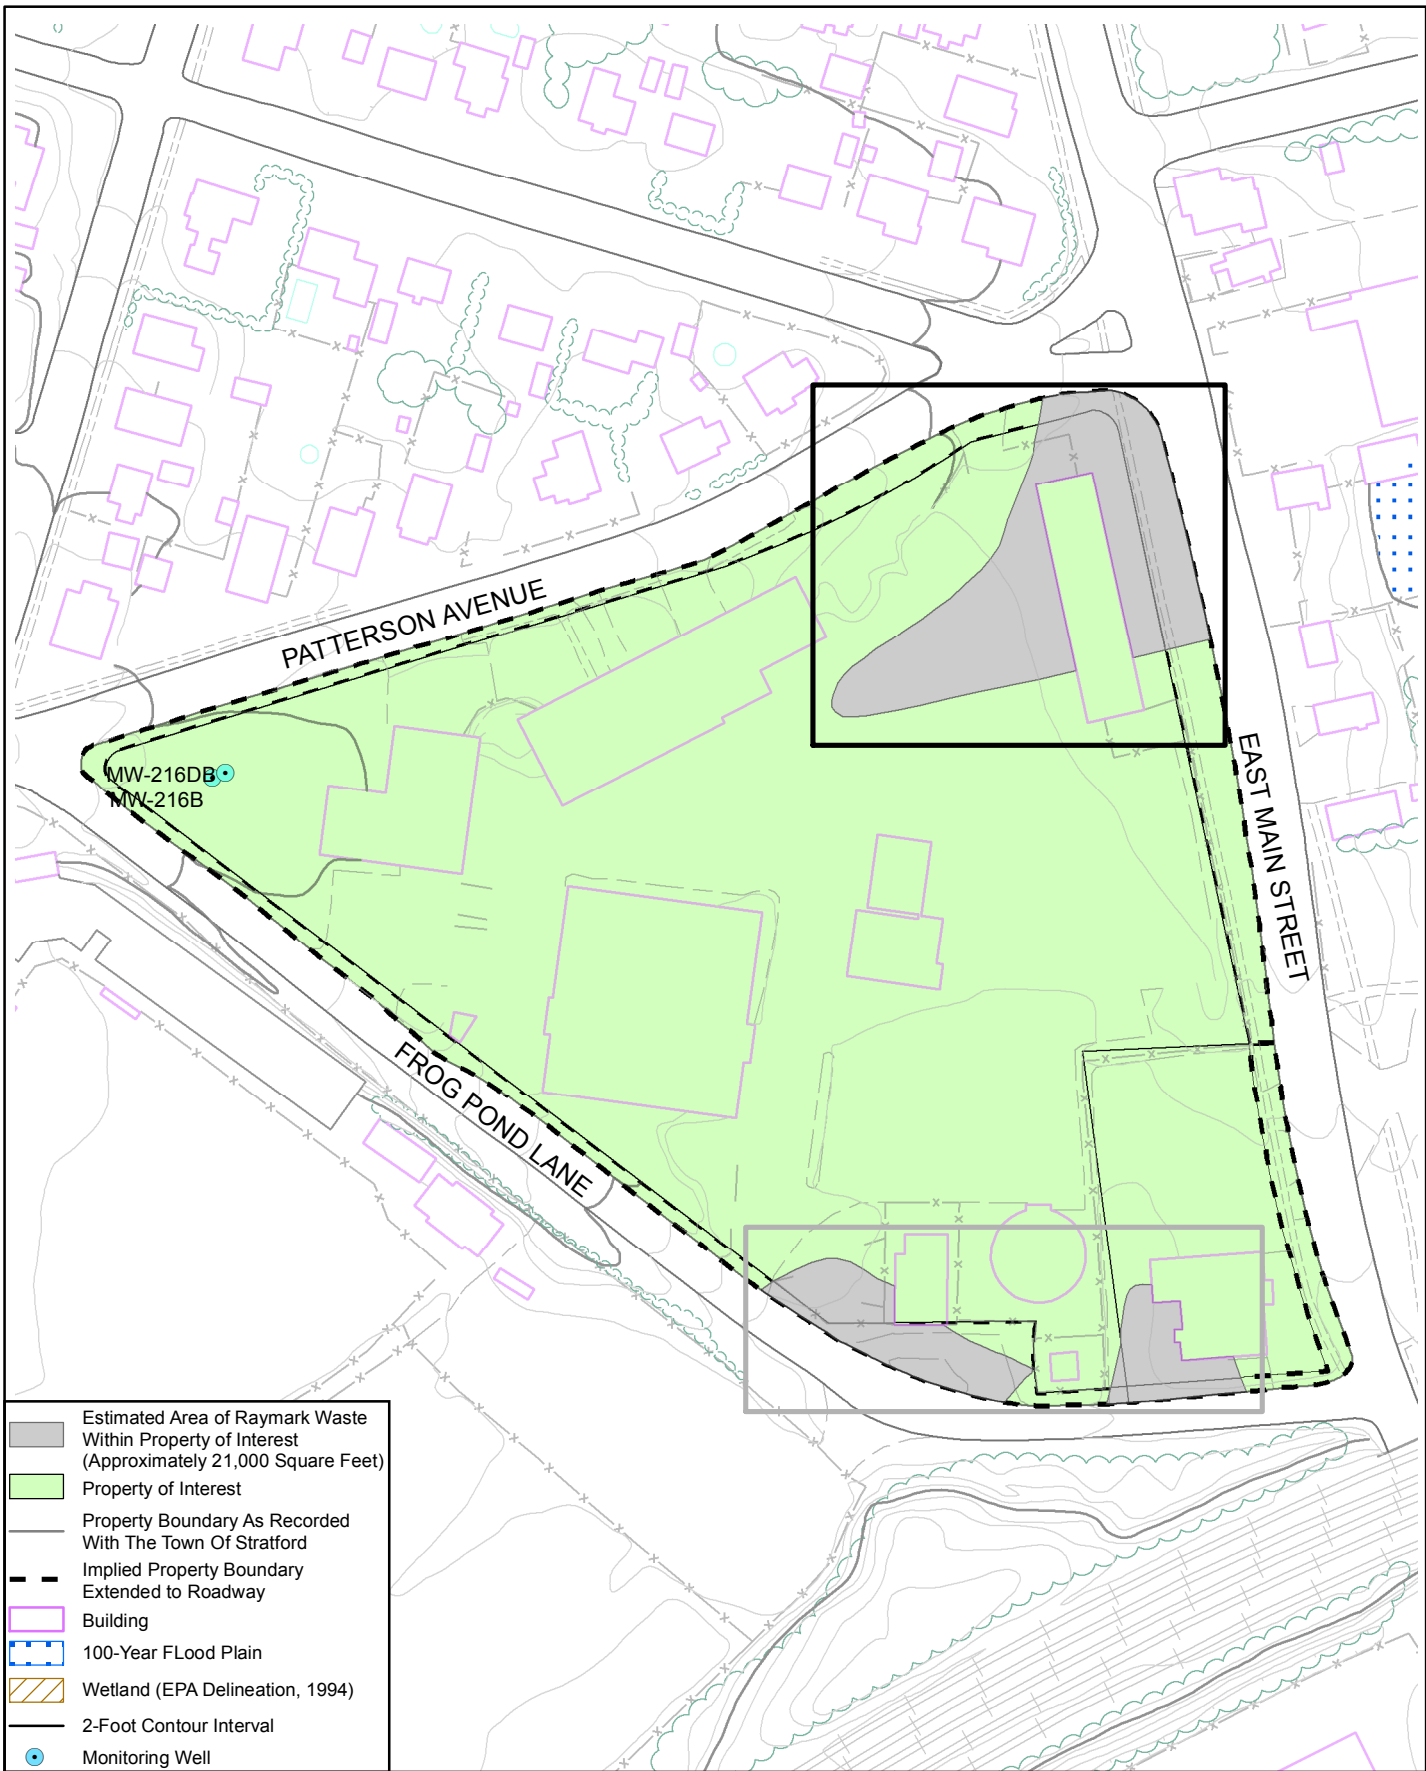 PATTERSON AVENUE
MW-216DB
MW-216B
EAST MAIN STREET
FROG POND LANE
Estimated Area of Raymark Waste
Within Property of Interest
(Approximately 21,000 Square Feet)
Property of Interest
Property Boundary As Recorded
With The Town Of Stratford
Implied Property Boundary
Extended to Roadway
Building
100-Year FLood Plain
Wetland (EPA Delineation, 1994)
2-Foot Contour Interval
Monitoring Well